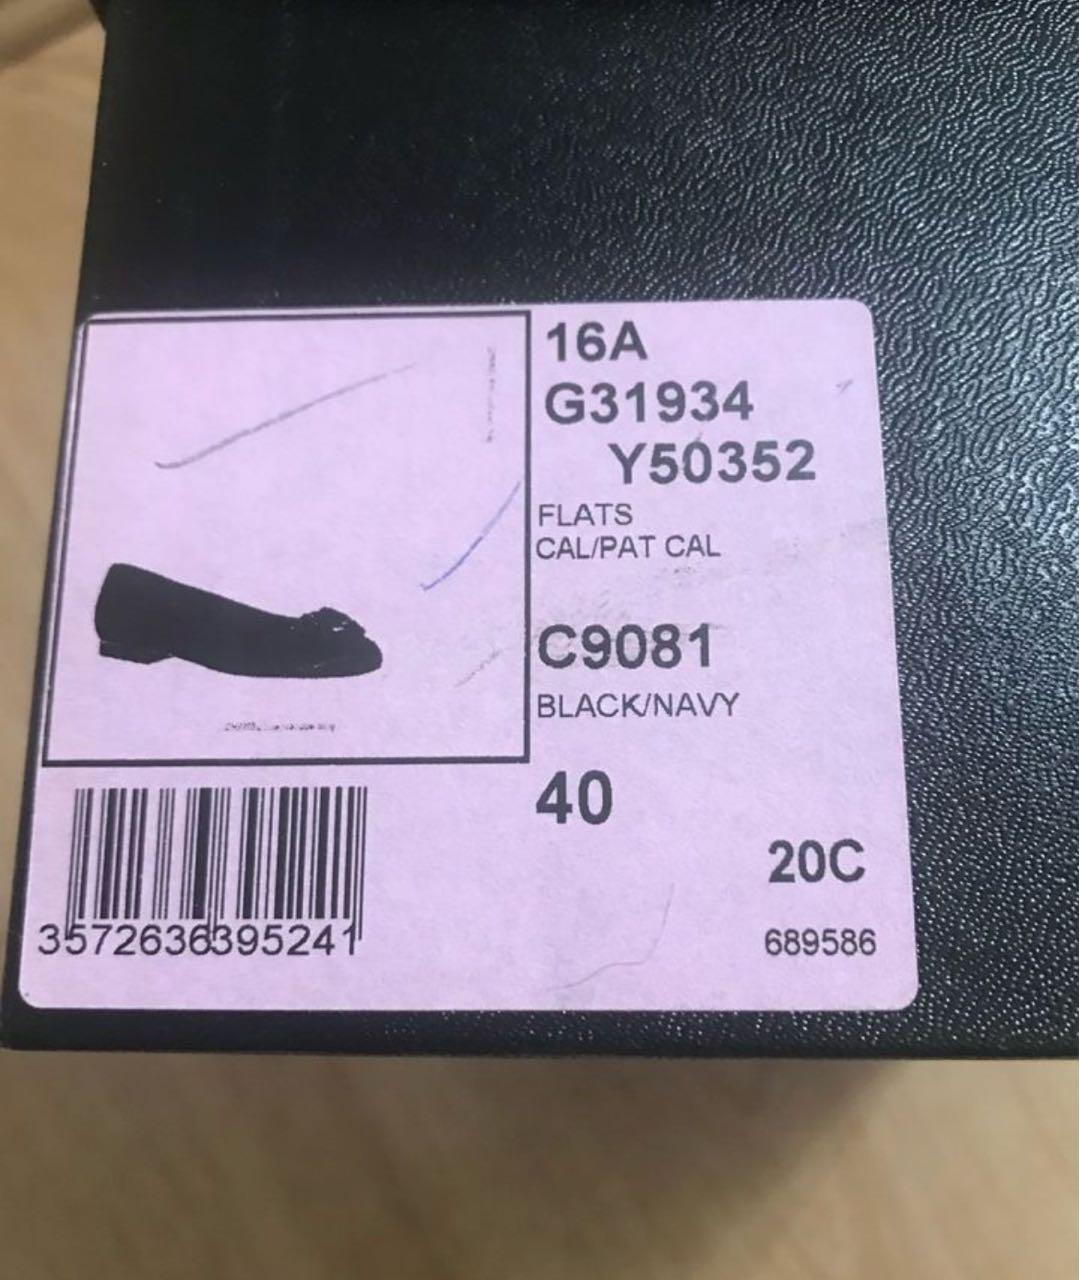 16A
G31934
Y50352
FLATS
CAL/PAT CAL
C9081
BLACK/NAVY
40
20C
3572636395241
689586